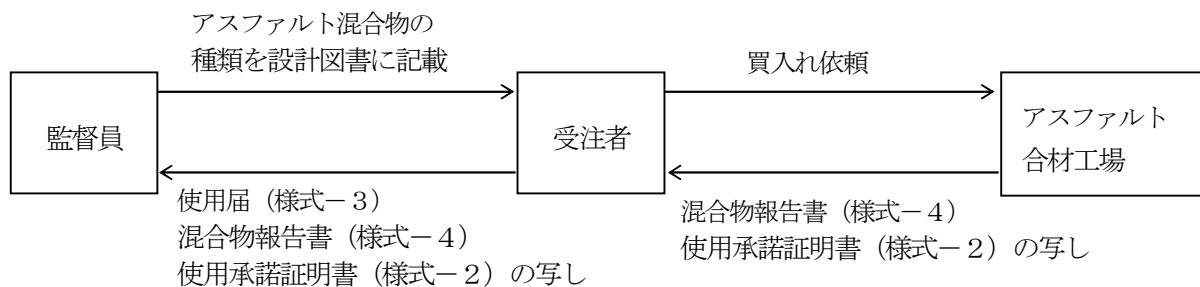 アスファルト混合物の
種類を設計図書に記載
買入れ依頼
監督員
受注者
アスファルト
合材工場
使用届（様式－３）
混合物報告書（様式－４）
使用承諾証明書（様式－２）の写し
混合物報告書（様式－４）
使用承諾証明書（様式－２）の写し